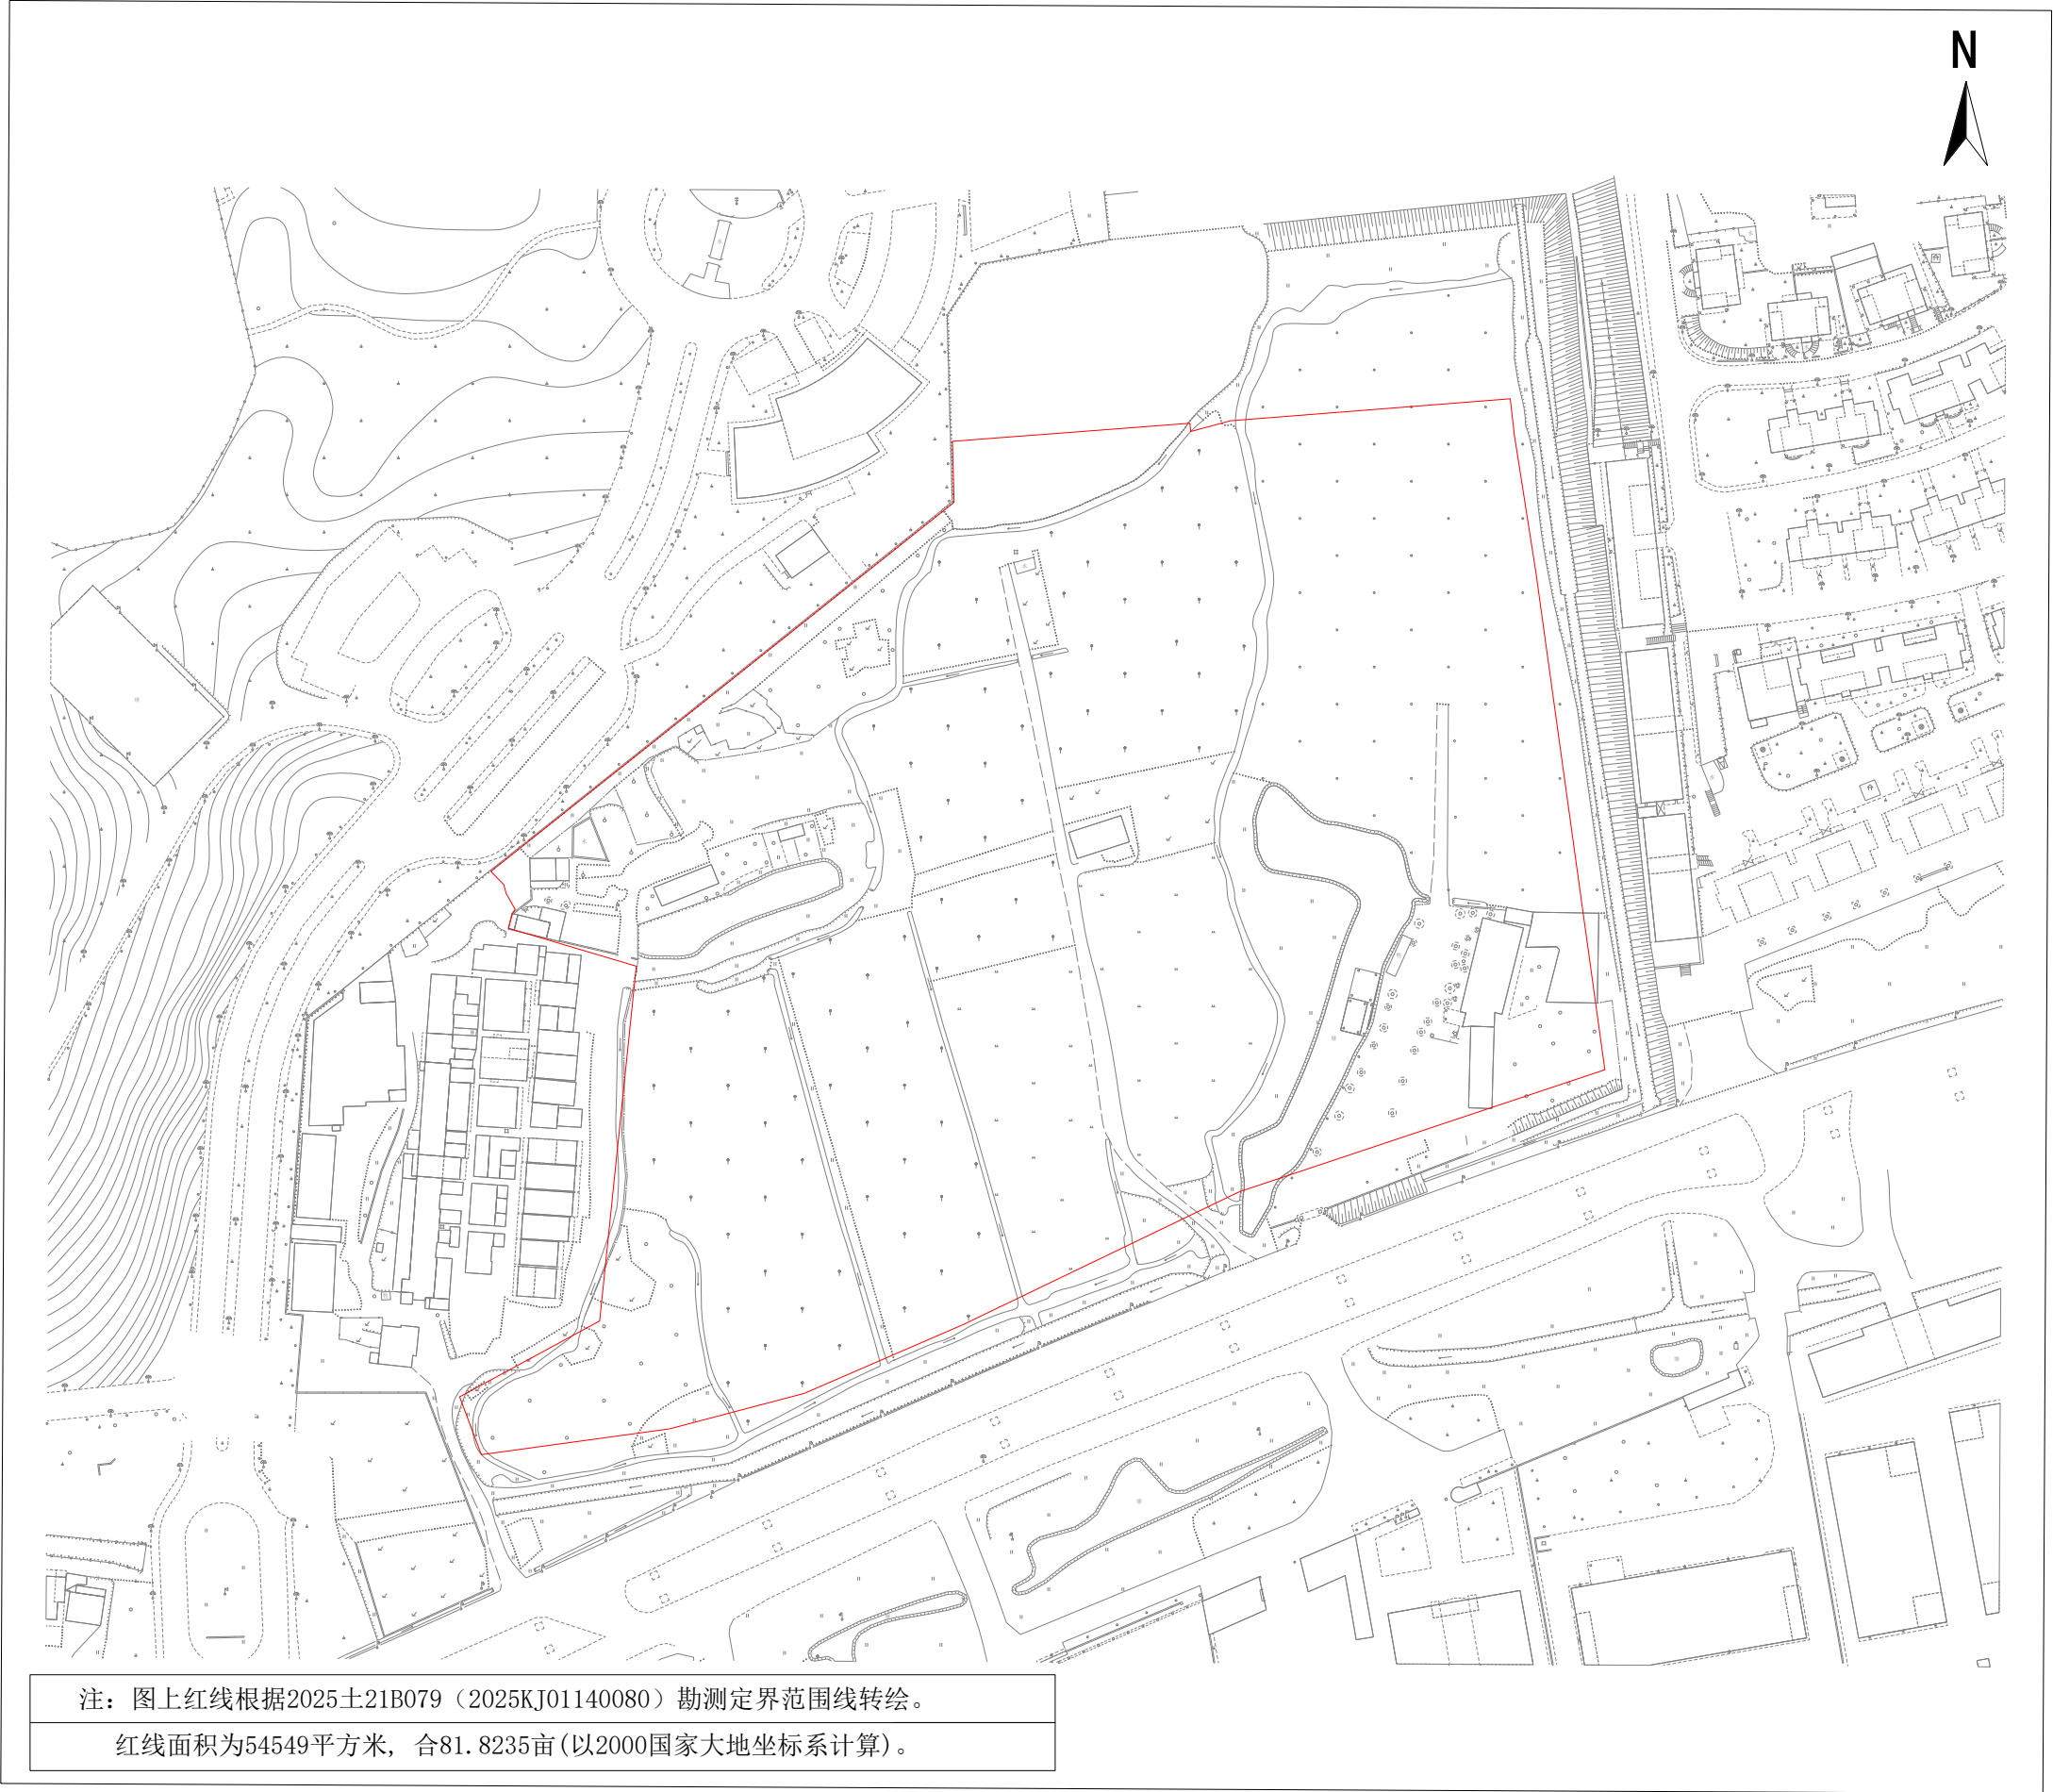 N
注：图上红线根据2025土21B079（2025KJ01140080）勘测定界范围线转绘。
红线面积为54549平方米, 合81.8235亩(以2000国家大地坐标系计算)。